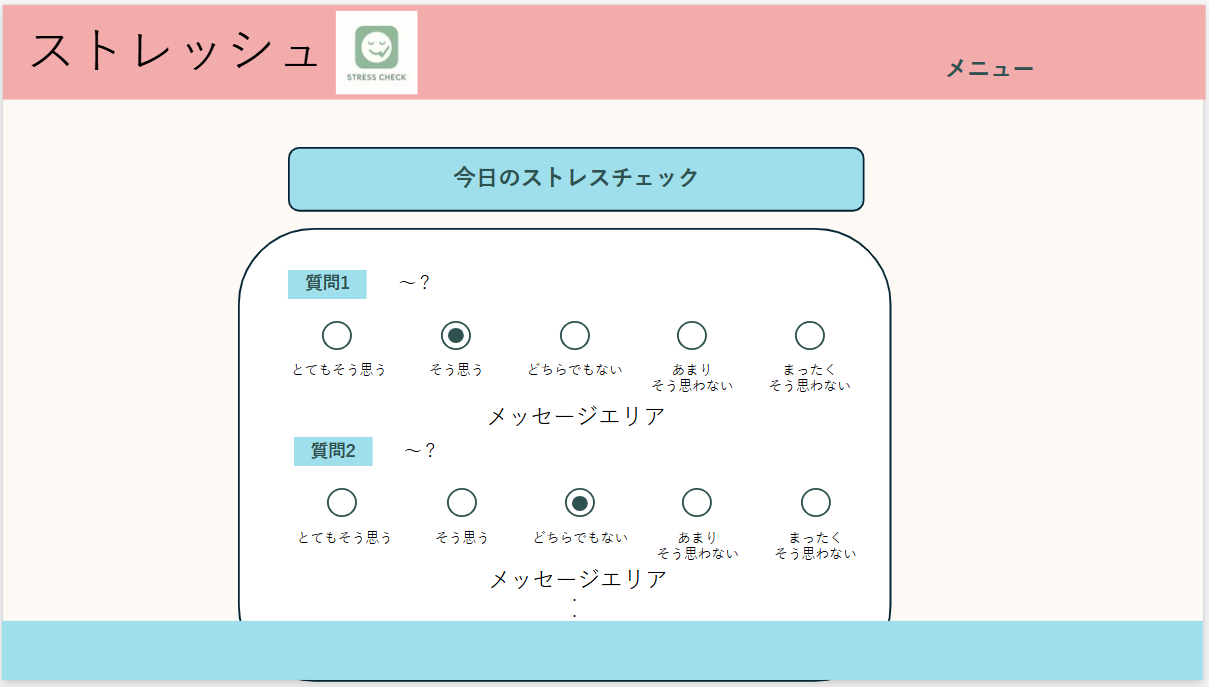 ストレッシュ
STRESS CHECK
メニュー
今日のストレスチェック
質問1 ～？
とてもそう思う そう思う どちらでもない あまり まったく
そう思わない そう思わない
メッセージエリア
質問2 ～？
とてもそう思う そう思う どちらでもない あまり まったく
そう思わない そう思わない
メッセージエリア
：